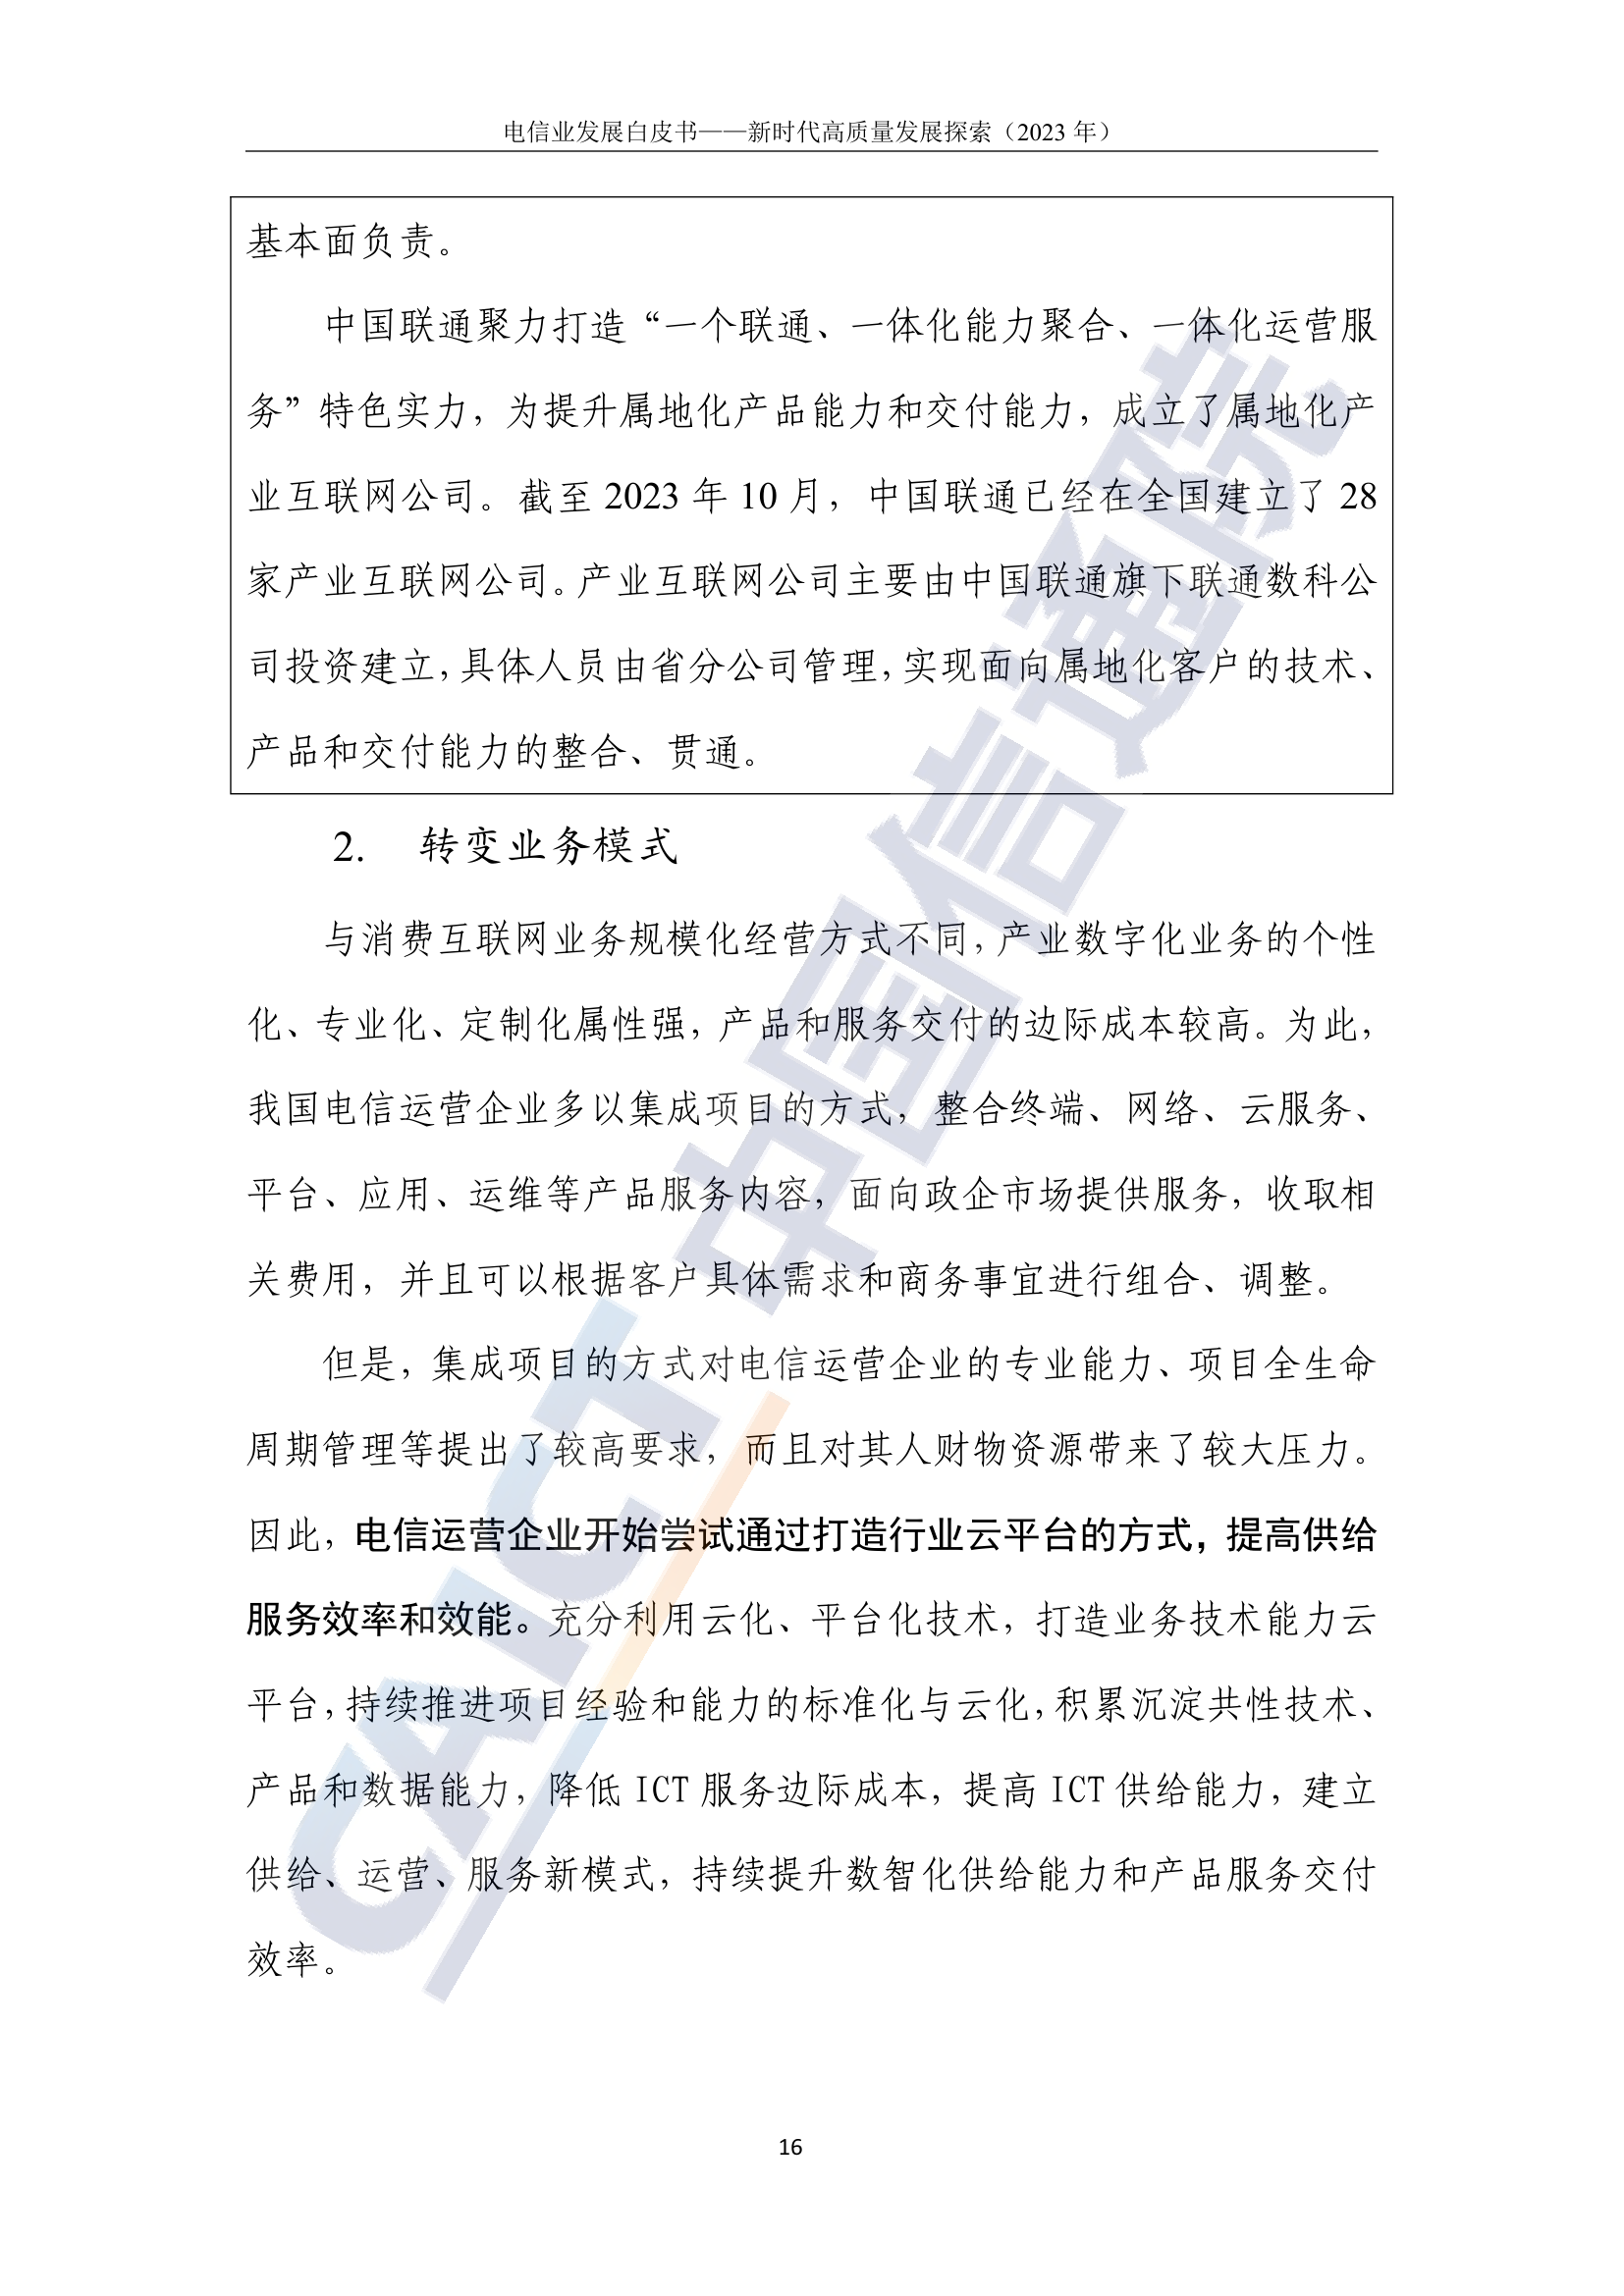 电信业发展白皮书——新时代高质量发展探索（2023 年）
基本面负责。
中国联通聚力打造“一个联通、一体化能力聚合、一体化运营服
务”特色实力，为提升属地化产品能力和交付能力，成立了属地化产
业互联网公司。截至 2023 年 10 月，中国联通已经在全国建立了 28
家产业互联网公司。产业互联网公司主要由中国联通旗下联通数科公
司投资建立，具体人员由省分公司管理，实现面向属地化客户的技术、
产品和交付能力的整合、贯通。
2. 转变业务模式
与消费互联网业务规模化经营方式不同，产业数字化业务的个性
化、专业化、定制化属性强，产品和服务交付的边际成本较高。为此，
我国电信运营企业多以集成项目的方式，整合终端、网络、云服务、
平台、应用、运维等产品服务内容，面向政企市场提供服务，收取相
关费用，并且可以根据客户具体需求和商务事宜进行组合、调整。
但是，集成项目的方式对电信运营企业的专业能力、项目全生命
周期管理等提出了较高要求，而且对其人财物资源带来了较大压力。
因此，电信运营企业开始尝试通过打造行业云平台的方式，提高供给
服务效率和效能。充分利用云化、平台化技术，打造业务技术能力云
平台，持续推进项目经验和能力的标准化与云化，积累沉淀共性技术、
产品和数据能力，降低 ICT 服务边际成本，提高 ICT 供给能力，建立
供给、运营、服务新模式，持续提升数智化供给能力和产品服务交付
效率。
CAICT 中国信通院
16